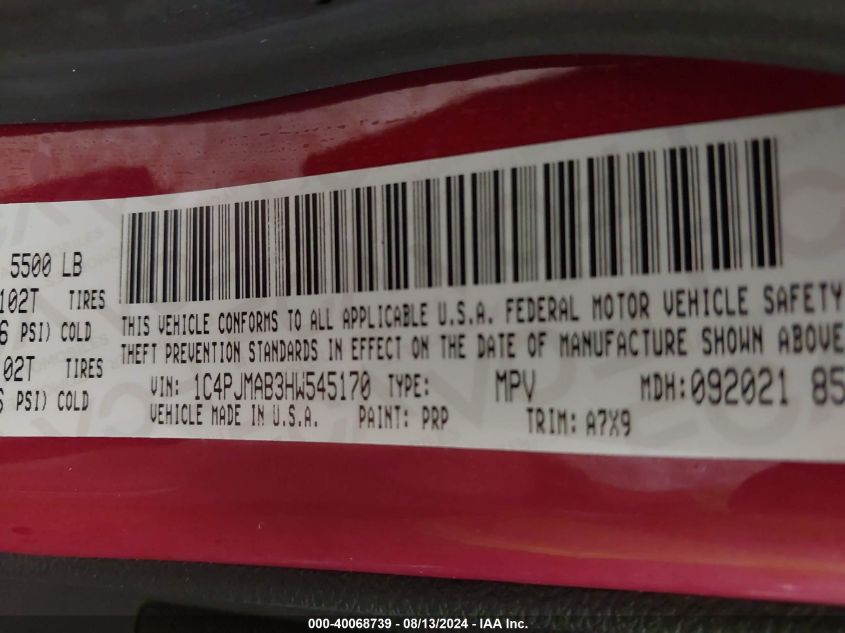 5500 LB
102T TIRES
6 PSI) COLD
02T TIRES
PSI) COLD
THIS VEHICLE CONFORMS TO ALL APPLICABLE U.S.A. FEDERAL MOTOR VEHICLE SAFETY
THEFT PREVENTION STANDARDS IN EFFECT ON THE DATE OF MANUFACTURE SHOWN ABOVE
VIN: 1C4PJMAB3HW545170 TYPE: MPV MDH:092021 85
VEHICLE MADE IN U.S.A. PAINT: PRP TRIM: A7X9
000-40068739 - 08/13/2024 - IAA Inc.